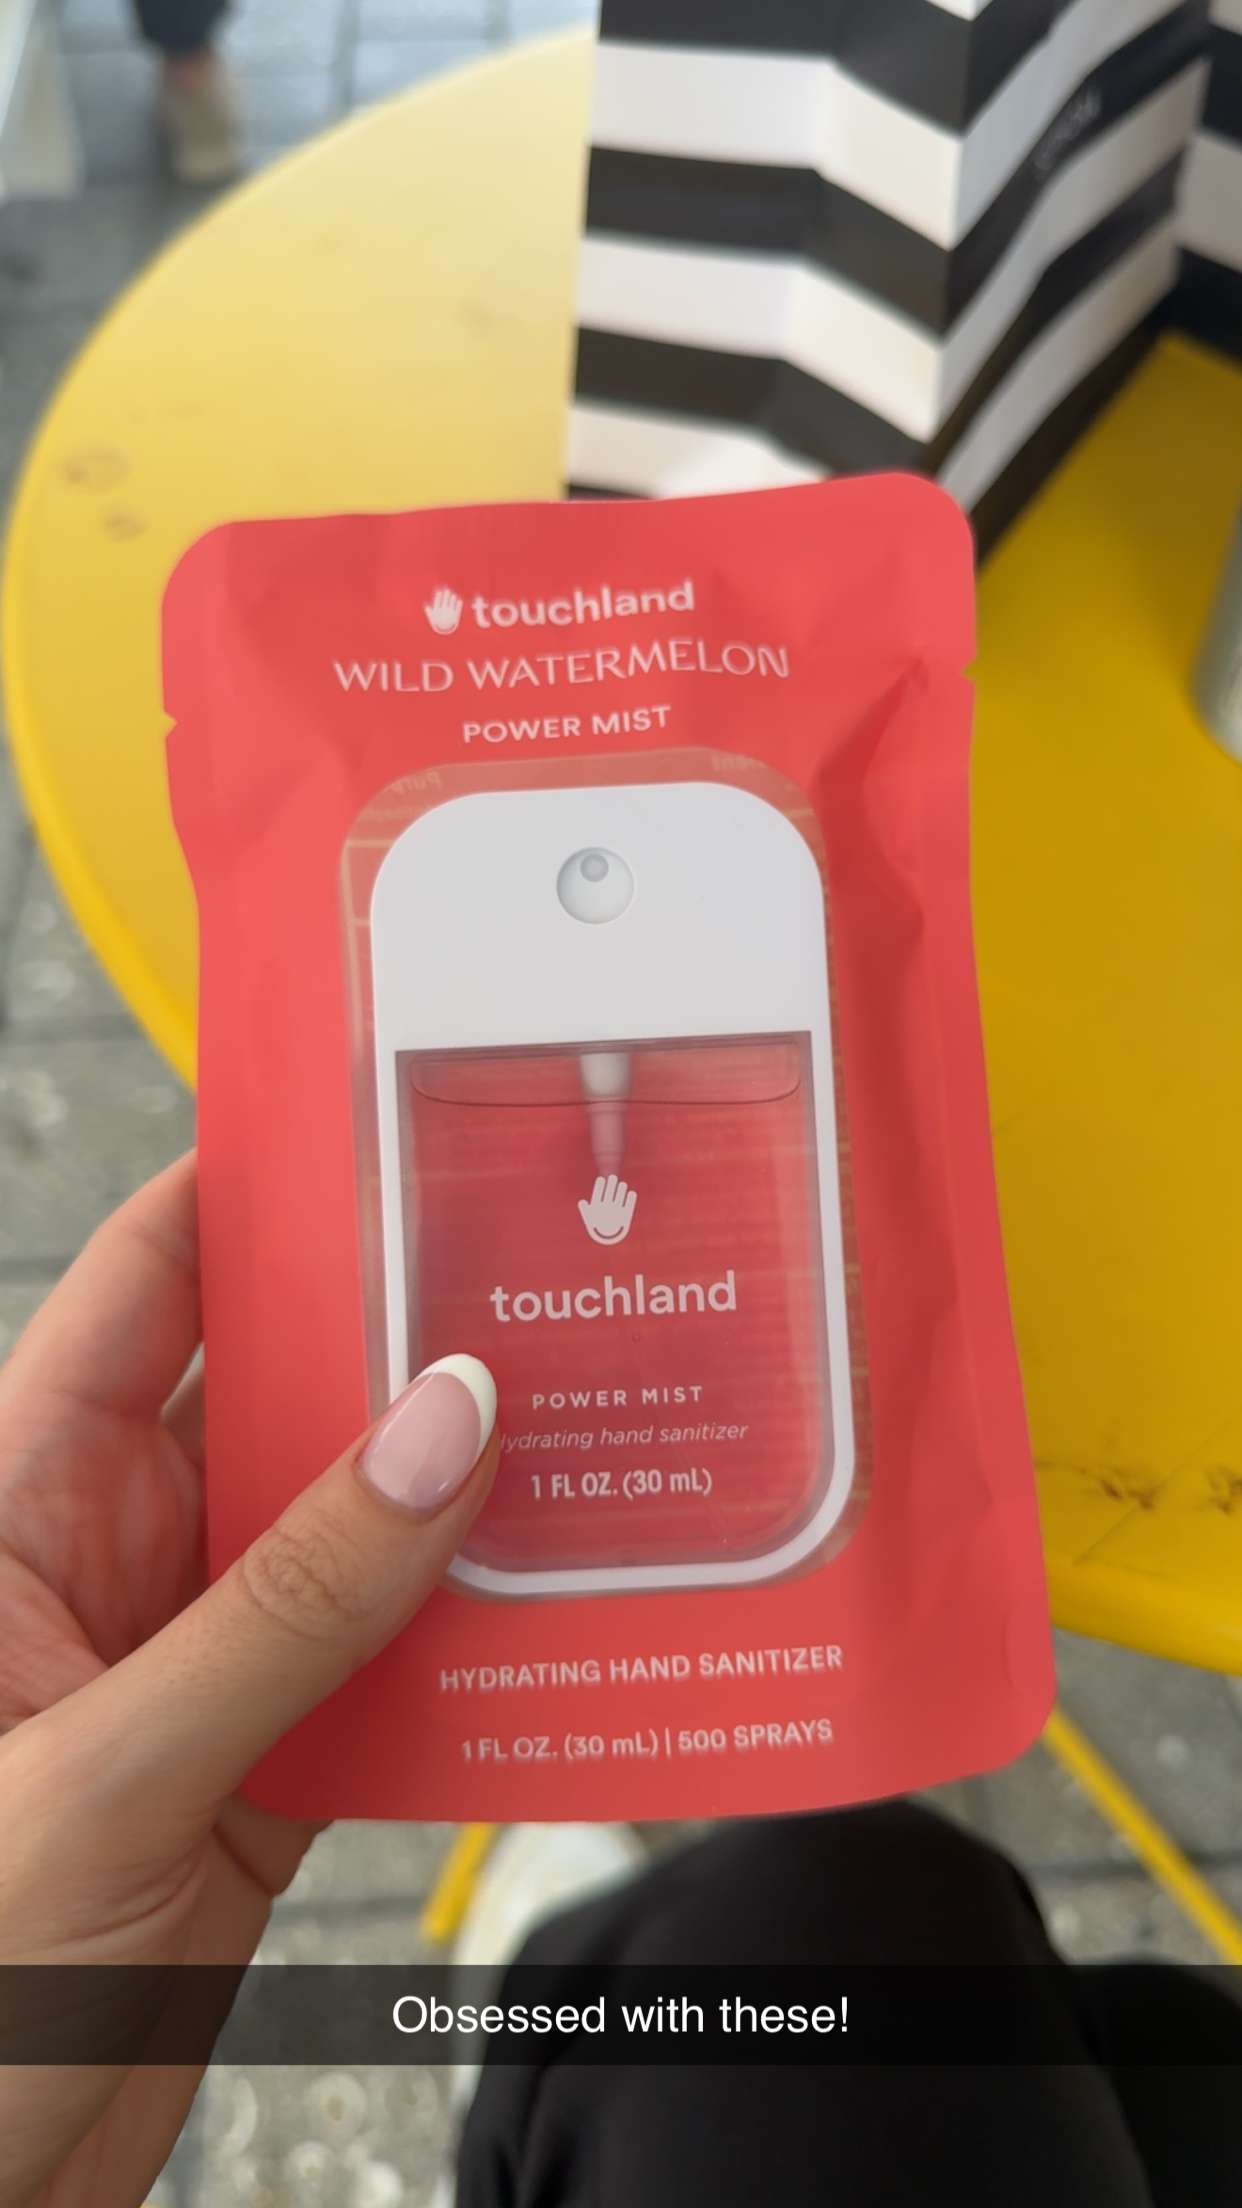 touchland
WILD WATERMELON
POWER MIST
touchland
POWER MIST
ydrating hand sanitizer
1 FL OZ. (30 mL)
HYDRATING HAND SANITIZER
1 FL OZ. (30 mL) | 500 SPRAYS
Obsessed with these!